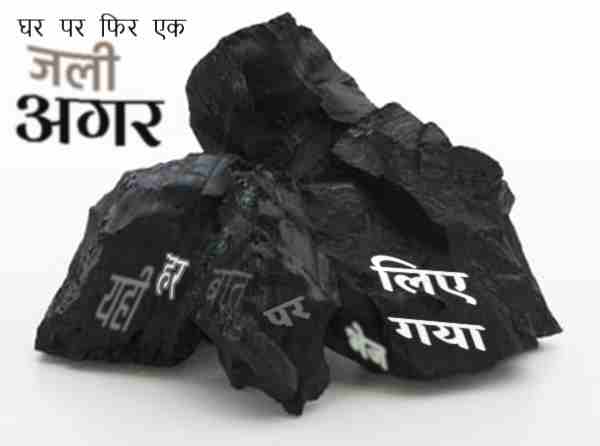 घर पर फिर एक
जली
अगर
यहाँ हर बात पर
लिए
गया